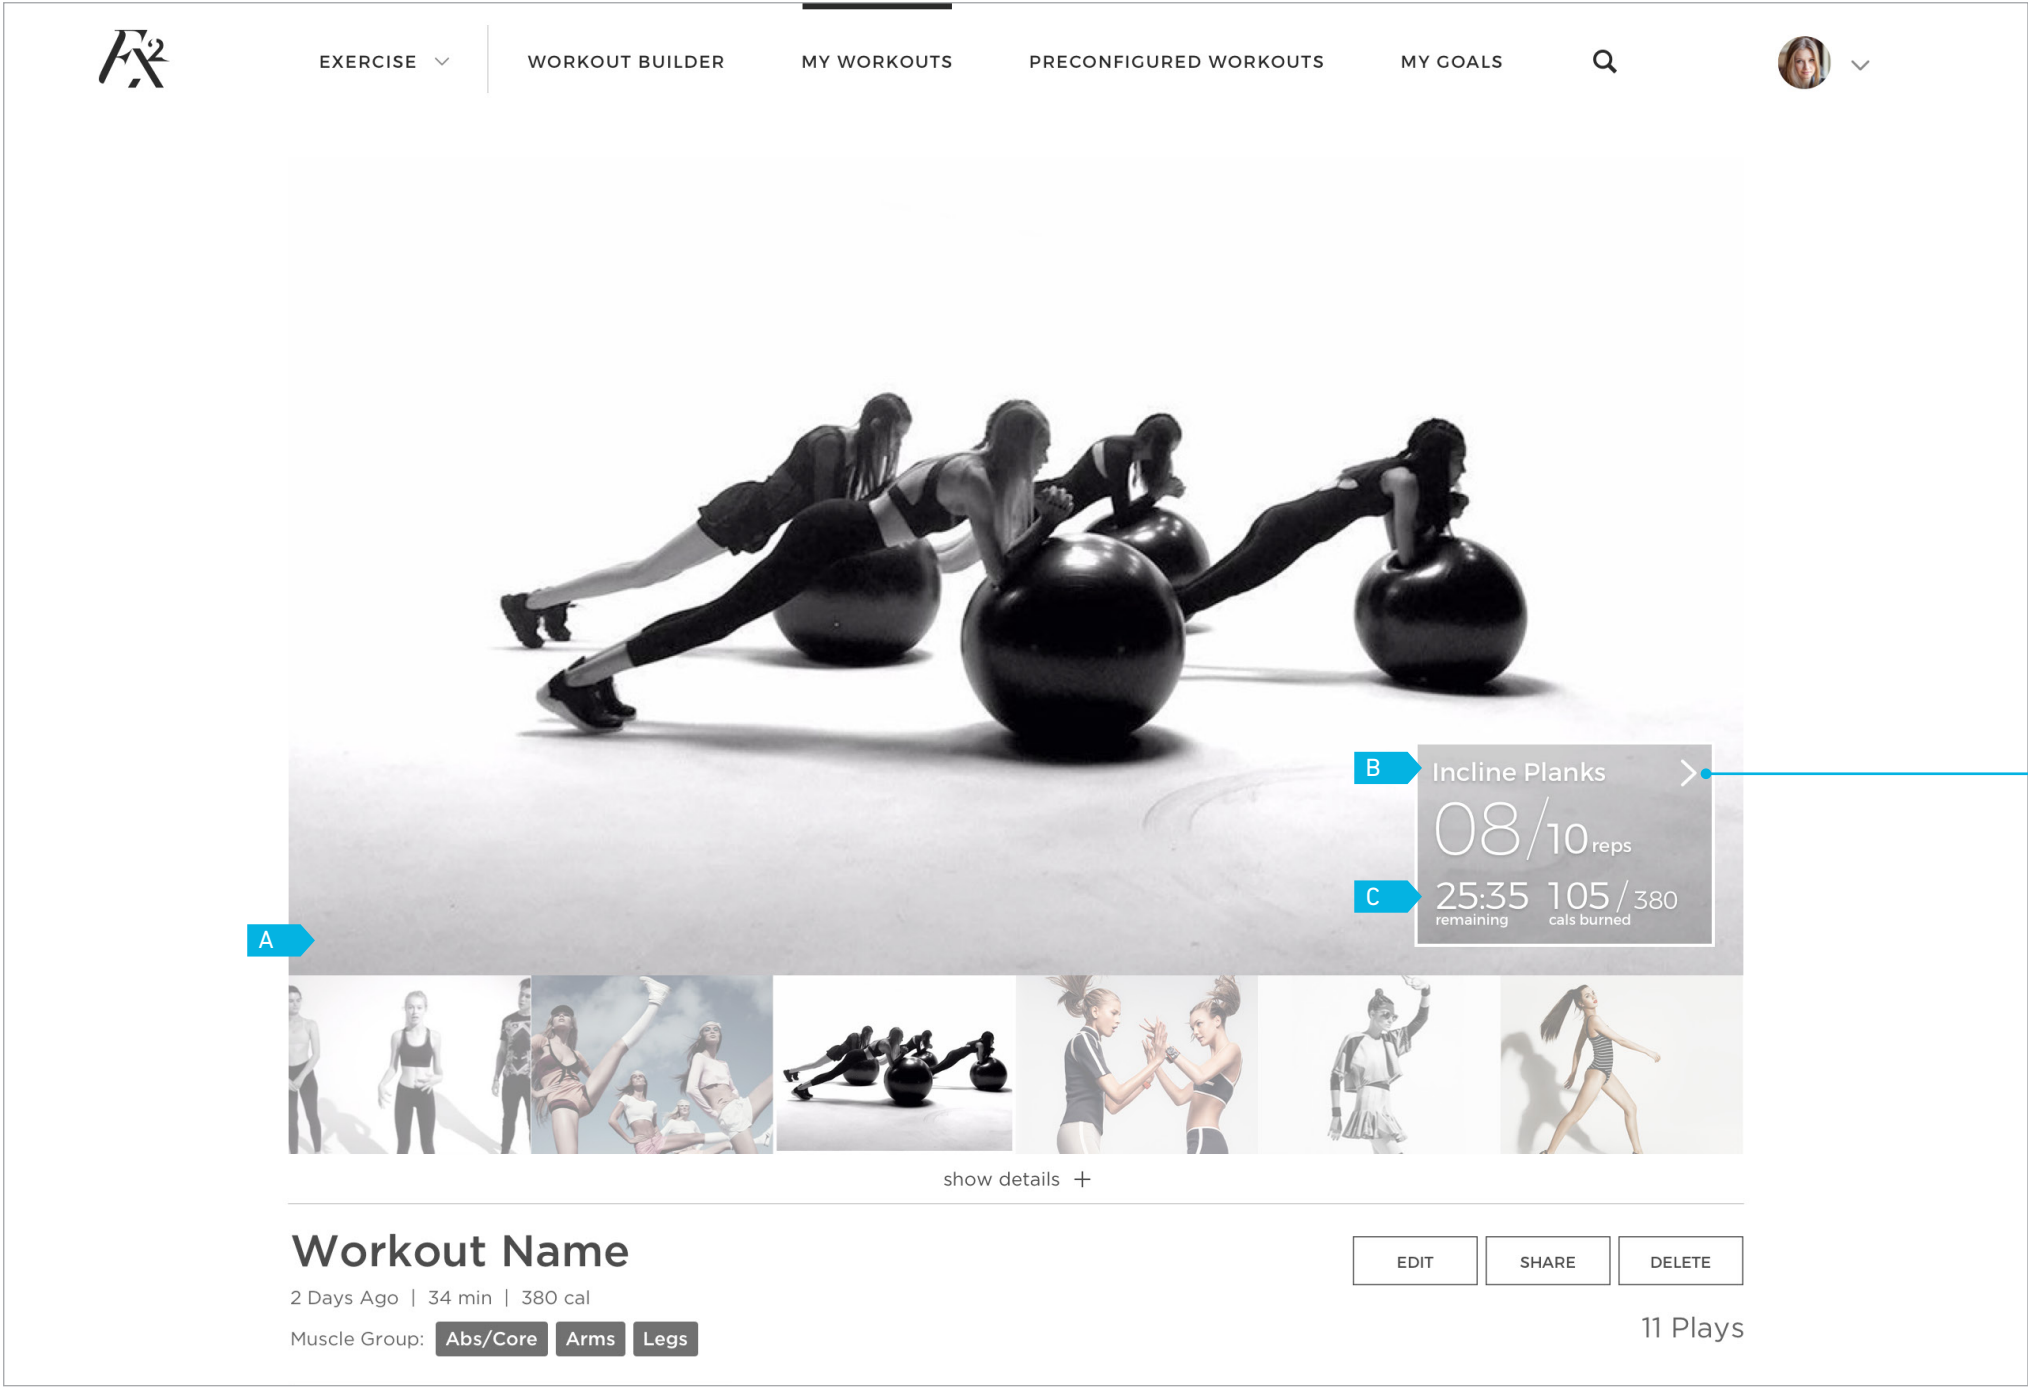 FX2
EXERCISE
WORKOUT BUILDER
MY WORKOUTS
PRECONFIGURED WORKOUTS
MY GOALS
B
Incline Planks
08/10 reps
C
25:35 105/380
remaining cals burned
A
show details +
Workout Name
EDIT
SHARE
DELETE
2 Days Ago | 34 min | 380 cal
11 Plays
Muscle Group: Abs/Core Arms Legs